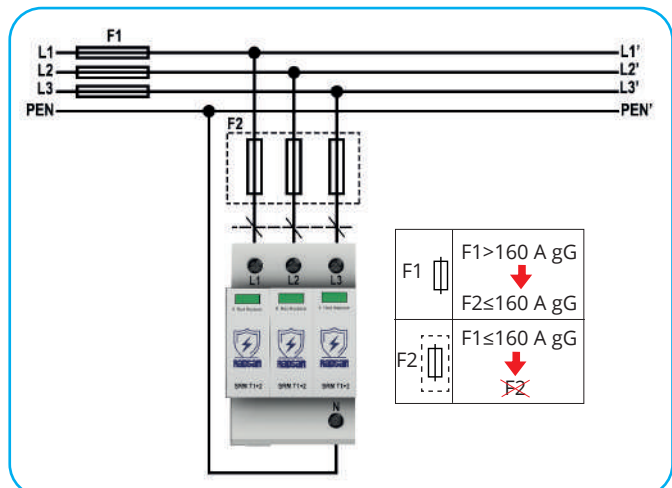 F1
L1 L1'
L2 L2'
L3 L3'
PEN PEN'
F2
L1 L2 L3
SRM T1+2 SRM T1+2 SRM T1+2
N
F1 F1>160 A gG
F2≤160 A gG
F2 F1≤160 A gG
F2